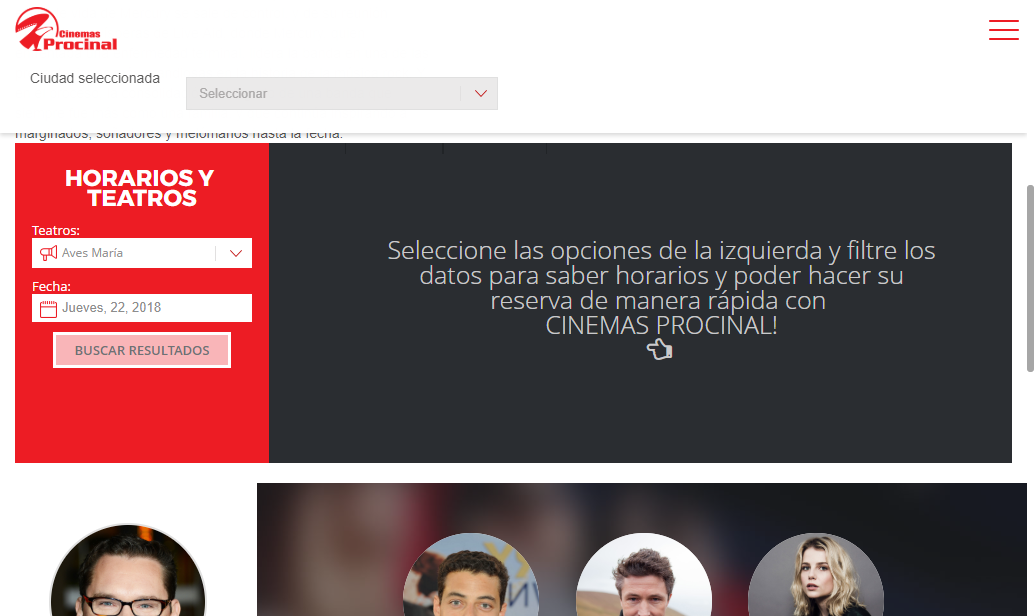 Cinemas
Procinal
Ciudad seleccionada
Seleccionar
marginados, soñadores y melómanos hasta la fecha.
HORARIOS Y
TEATROS
Teatros:
Aves María
Fecha:
Jueves, 22, 2018
BUSCAR RESULTADOS
Seleccione las opciones de la izquierda y filtre los
datos para saber horarios y poder hacer su
reserva de manera rápida con
CINEMAS PROCINAL!